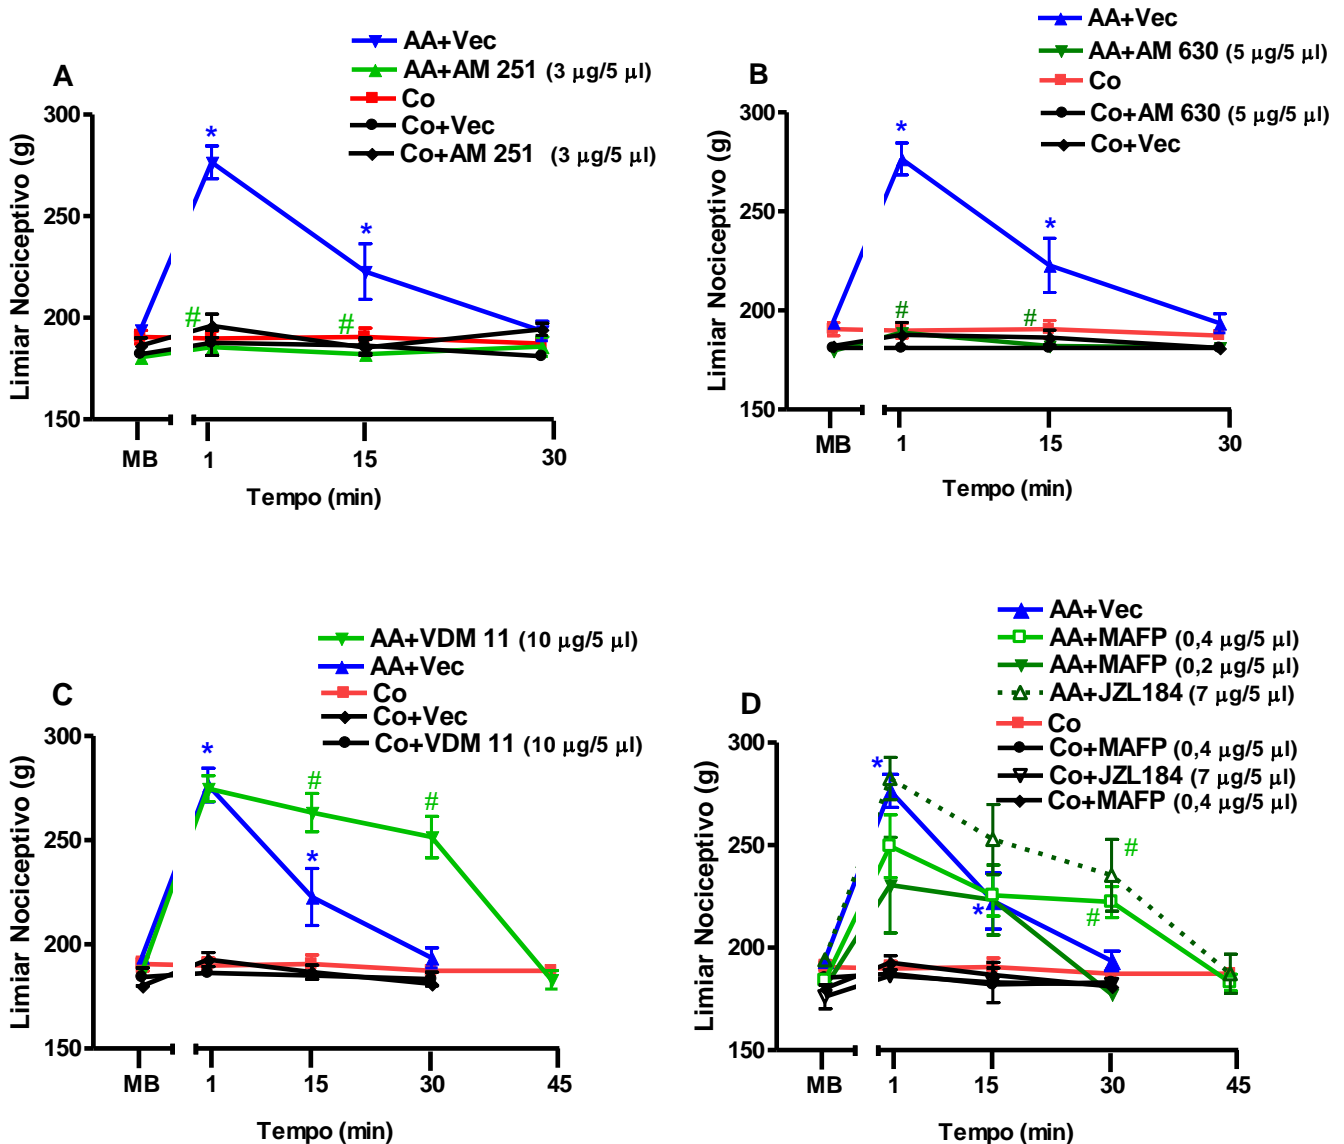 A
AA+Vec
AA+AM 251 (3 µg/5 µl)
Co
Co+Vec
Co+AM 251 (3 µg/5 µl)
300
250
200
150
Limiar Nociceptivo (g)
*
*
#
#
MB 1 15 30
Tempo (min)
B
AA+Vec
AA+AM 630 (5 µg/5 µl)
Co
Co+AM 630 (5 µg/5 µl)
Co+Vec
300
250
200
150
Limiar Nociceptivo (g)
*
*
#
#
MB 1 15 30
Tempo (min)
C
AA+VDM 11 (10 µg/5 µl)
AA+Vec
Co
Co+Vec
Co+VDM 11 (10 µg/5 µl)
300
250
200
150
Limiar Nociceptivo (g)
*
#
#
*
MB 1 15 30 45
Tempo (min)
D
AA+Vec
AA+MAFP (0,4 µg/5 µl)
AA+MAFP (0,2 µg/5 µl)
AA+JZL184 (7 µg/5 µl)
Co
Co+MAFP (0,4 µg/5 µl)
Co+JZL184 (7 µg/5 µl)
Co+MAFP (0,4 µg/5 µl)
300
250
200
150
Limiar Nociceptivo (g)
*
#
*
#
MB 1 15 30 45
Tempo (min)